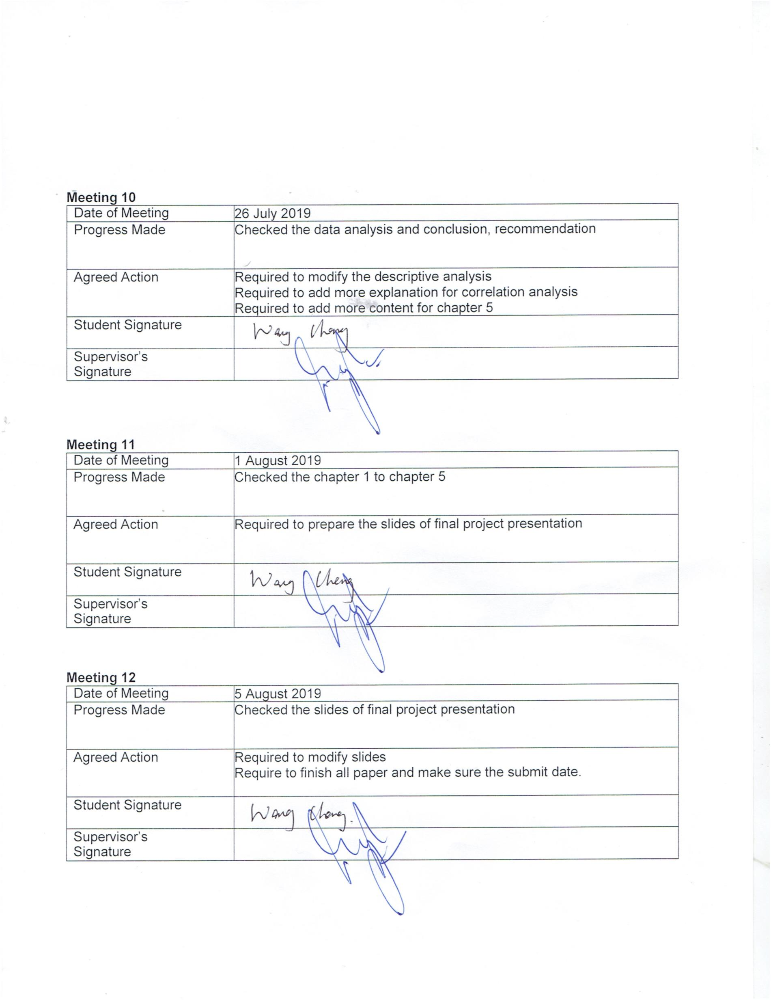 Meeting 10
Date of Meeting 26 July 2019
Progress Made Checked the data analysis and conclusion, recommendation
Agreed Action Required to modify the descriptive analysis
Required to add more explanation for correlation analysis
Required to add more content for chapter 5
Student Signature Wang Cheng
Supervisor's
Signature
Meeting 11
Date of Meeting 1 August 2019
Progress Made Checked the chapter 1 to chapter 5
Agreed Action Required to prepare the slides of final project presentation
Student Signature Wang Cheng
Supervisor's
Signature
Meeting 12
Date of Meeting 5 August 2019
Progress Made Checked the slides of final project presentation
Agreed Action Required to modify slides
Require to finish all paper and make sure the submit date.
Student Signature Wang Cheng.
Supervisor's
Signature